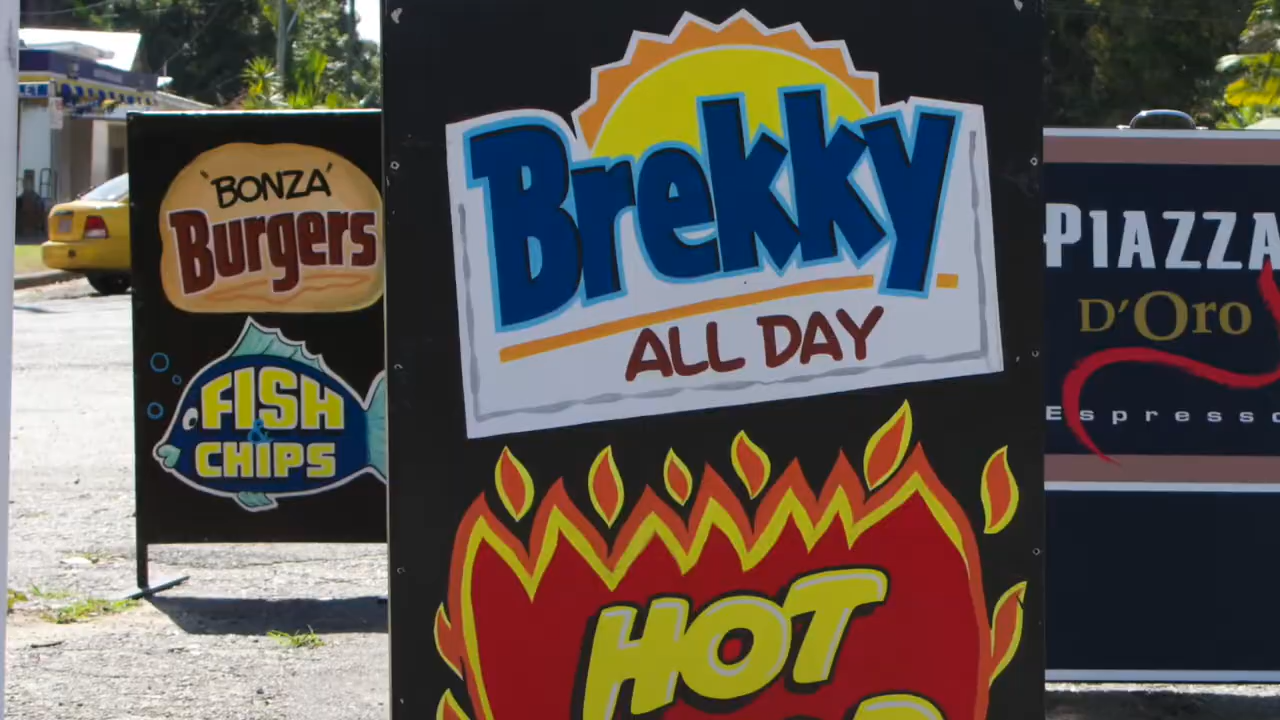 'BONZA'
Burgers
FISH
&
CHIPS
Brekky
ALL DAY
HOT
PIAZZA
D'Oro
Espresso